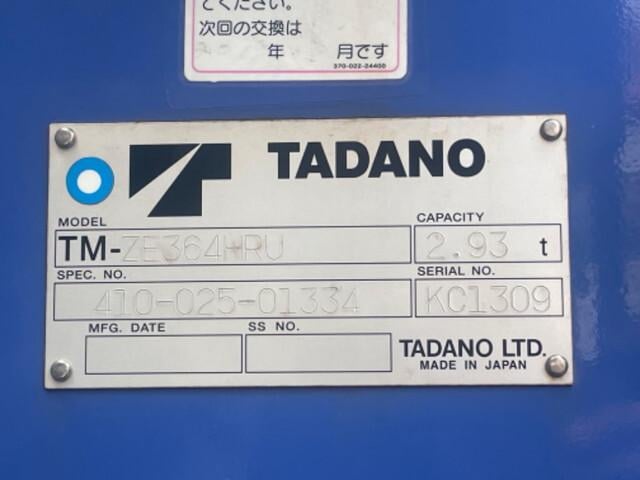 てください。
次回の交換は
年 月です
370-022-24400
TADANO
MODEL CAPACITY
TM-ZE364HRU 2.93 t
SPEC. NO. SERIAL NO.
410-025-01334 KC1309
MFG. DATE SS NO.
TADANO LTD.
MADE IN JAPAN